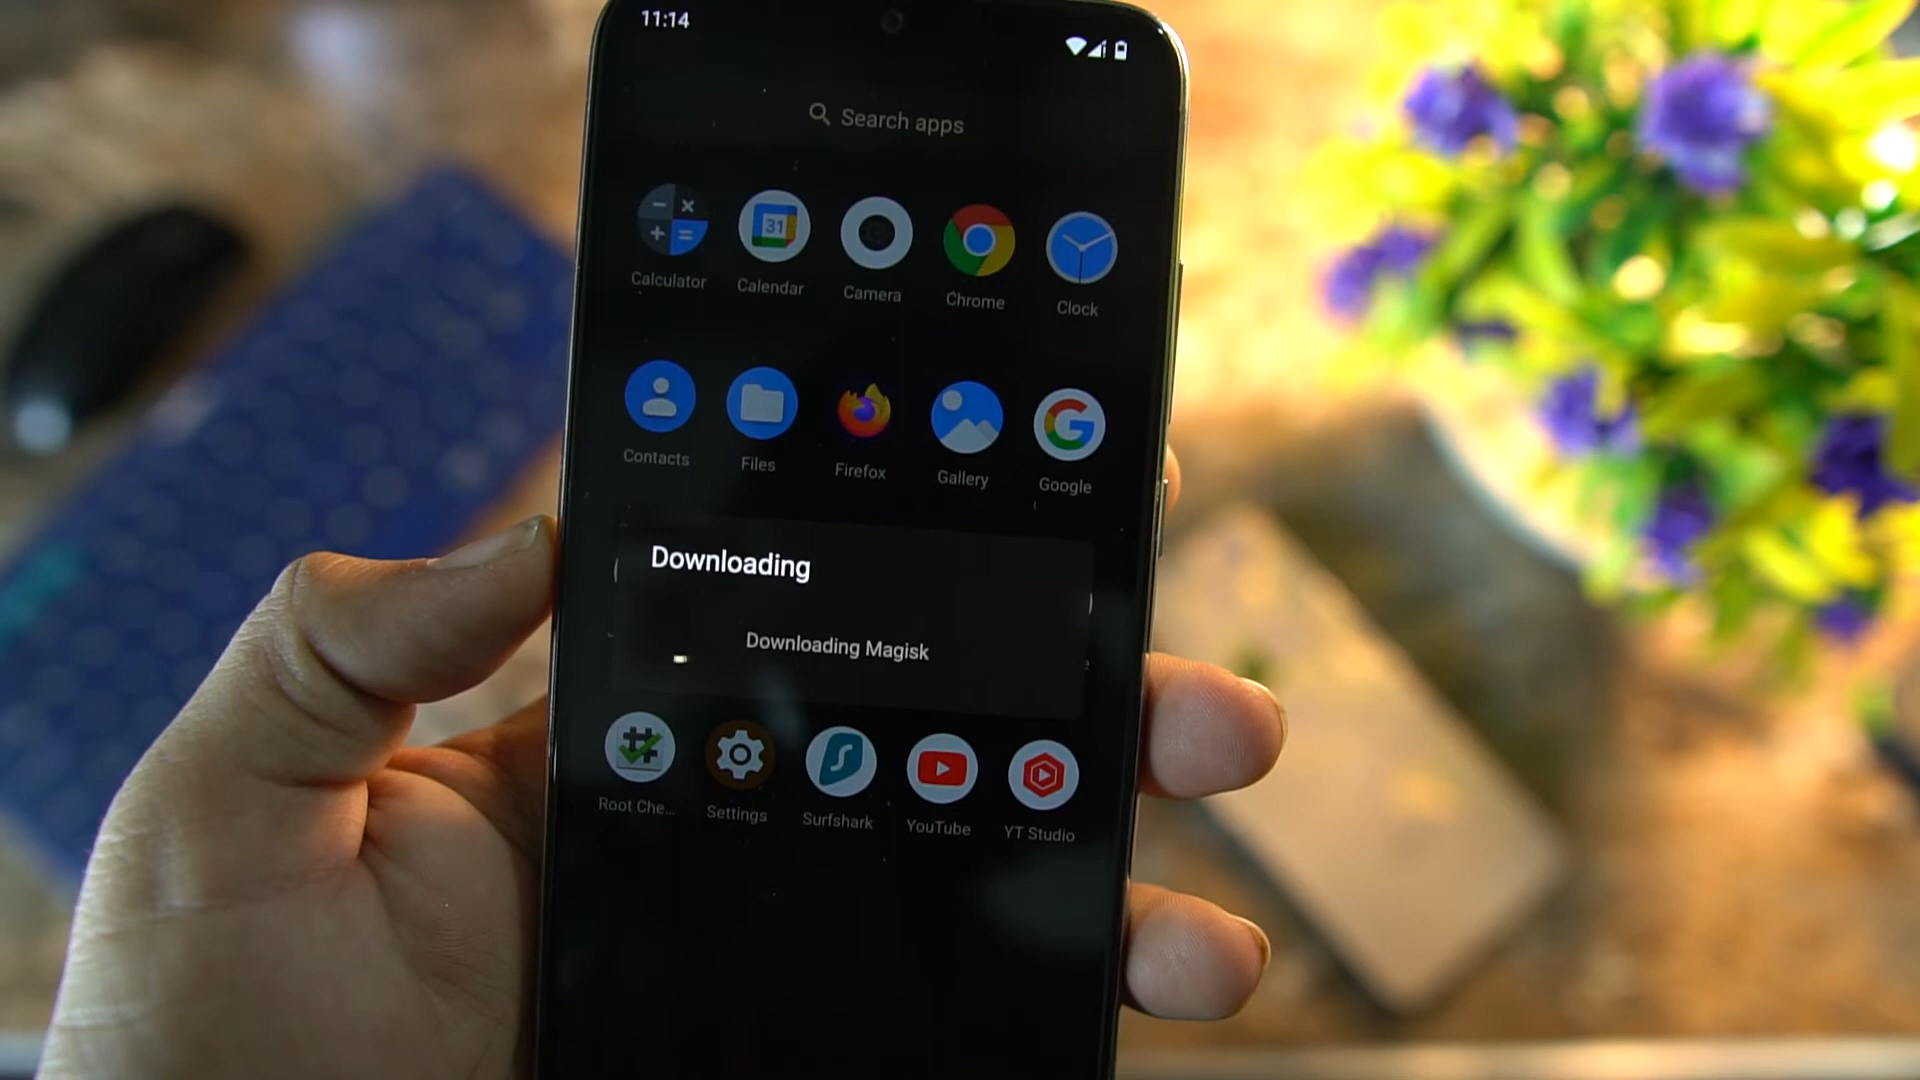 11:14
Search apps
31
Calculator Calendar Camera Chrome Clock
Contacts Files Firefox Gallery Google
Downloading
Downloading Magisk
Root Che... Settings Surfshark YouTube YT Studio